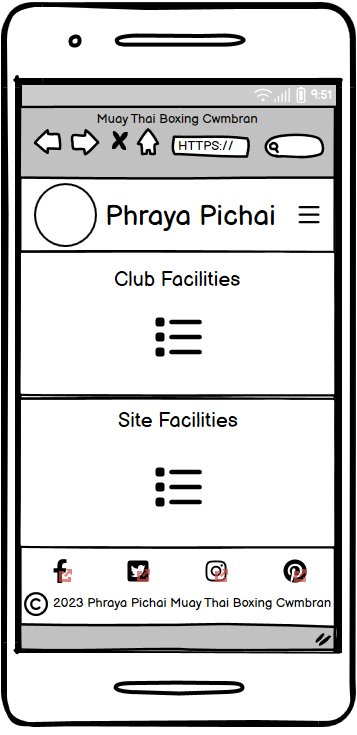 9:51
Muay Thai Boxing Cwmbran
HTTPS://
Phraya Pichai
Club Facilities
Site Facilities
© 2023 Phraya Pichai Muay Thai Boxing Cwmbran